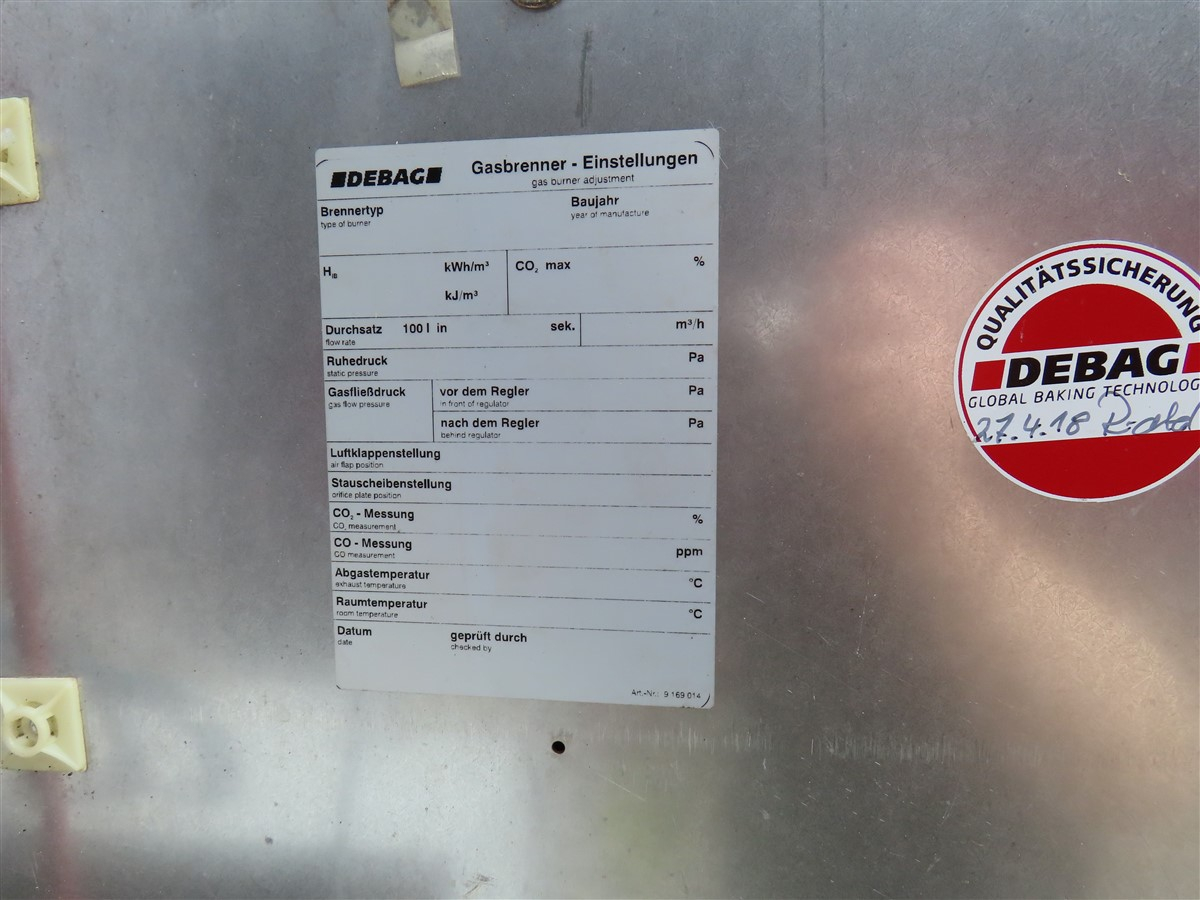 DEBAG
Gasbrenner - Einstellungen
gas burner adjustment
Brennertyp
type of burner
Baujahr
year of manufacture
H_IB kWh/m³
kJ/m³
CO₂ max %
Durchsatz 100 l in sek. m³/h
flow rate
Ruhedruck Pa
static pressure
Gasfließdruck
gas flow pressure
vor dem Regler Pa
in front of regulator
nach dem Regler Pa
behind regulator
Luftklappenstellung
air flap position
Stauscheibenstellung
orifice plate position
CO₂ - Messung %
CO₂ measurement
CO - Messung ppm
CO measurement
Abgastemperatur °C
exhaust temperature
Raumtemperatur °C
room temperature
Datum
date
geprüft durch
checked by
Art.-Nr.: 9 169 014
QUALITÄTSSICHERUNG
DEBAG
GLOBAL BAKING TECHNOLOG
27.4.18